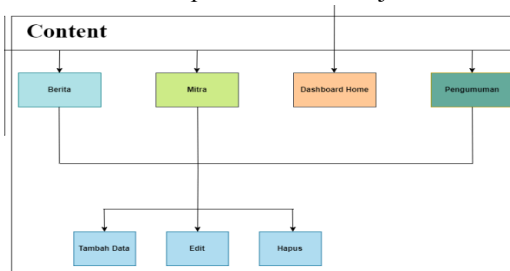 Content
Berita
Mitra
Dashboard Home
Pengumuman
Tambah Data
Edit
Hapus